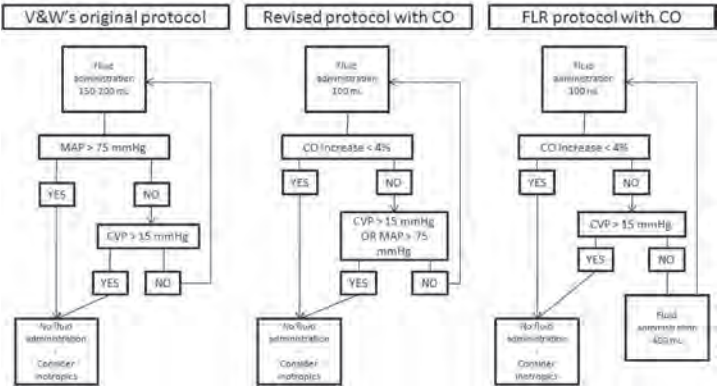 V&W's original protocol
Fluid
administration
150-200 mL
MAP > 75 mmHg
YES
NO
CVP > 15 mmHg
YES
NO
No fluid
administration
-
Consider
inotropics
Revised protocol with CO
Fluid
administration
100 mL
CO Increase < 4%
YES
NO
CVP > 15 mmHg
OR MAP > 75
mmHg
YES
NO
No fluid
administration
-
Consider
inotropics
FLR protocol with CO
Fluid
administration
100 mL
CO Increase < 4%
YES
NO
CVP > 15 mmHg
YES
NO
No fluid
administration
-
Consider
inotropics
Fluid
administration
400 mL